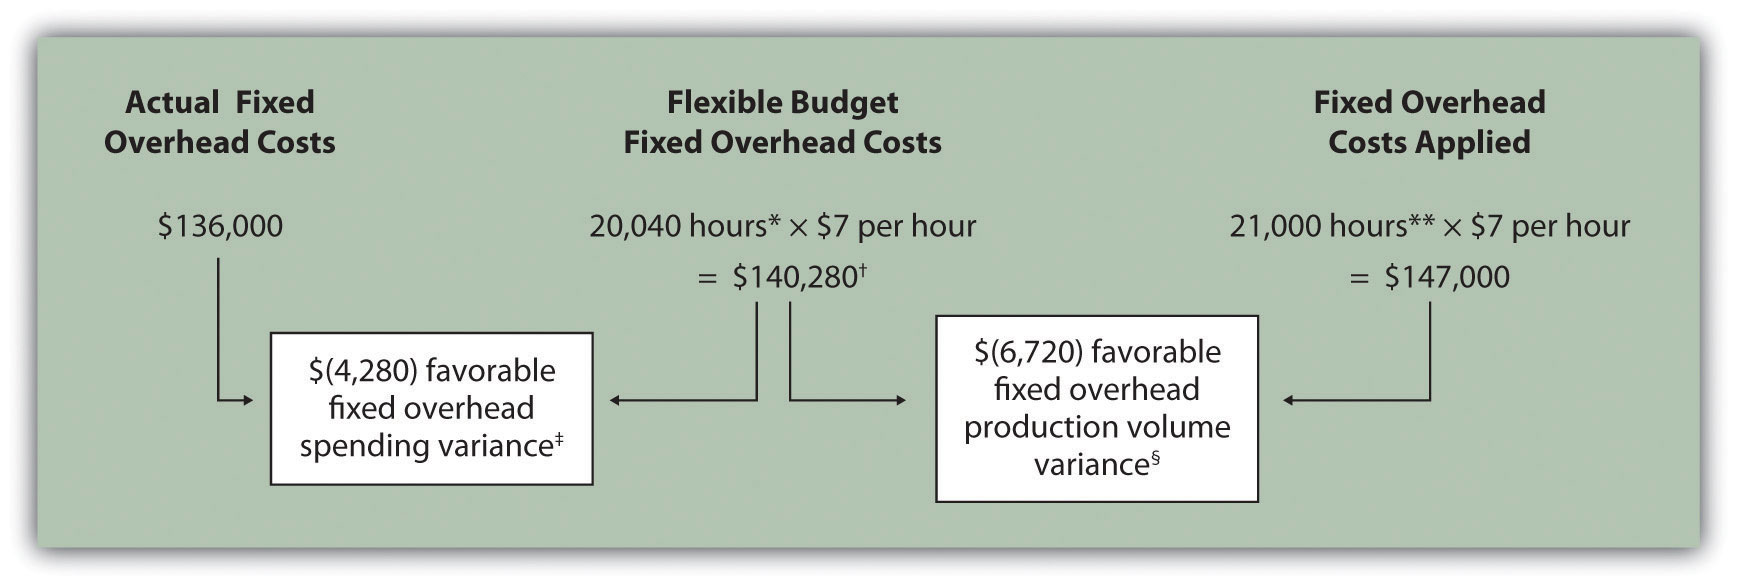 Actual Fixed
Overhead Costs
Flexible Budget
Fixed Overhead Costs
Fixed Overhead
Costs Applied
$136,000
20,040 hours* × $7 per hour
= $140,280†
21,000 hours** × $7 per hour
= $147,000
$(4,280) favorable
fixed overhead
spending variance‡
$(6,720) favorable
fixed overhead
production volume
variance§